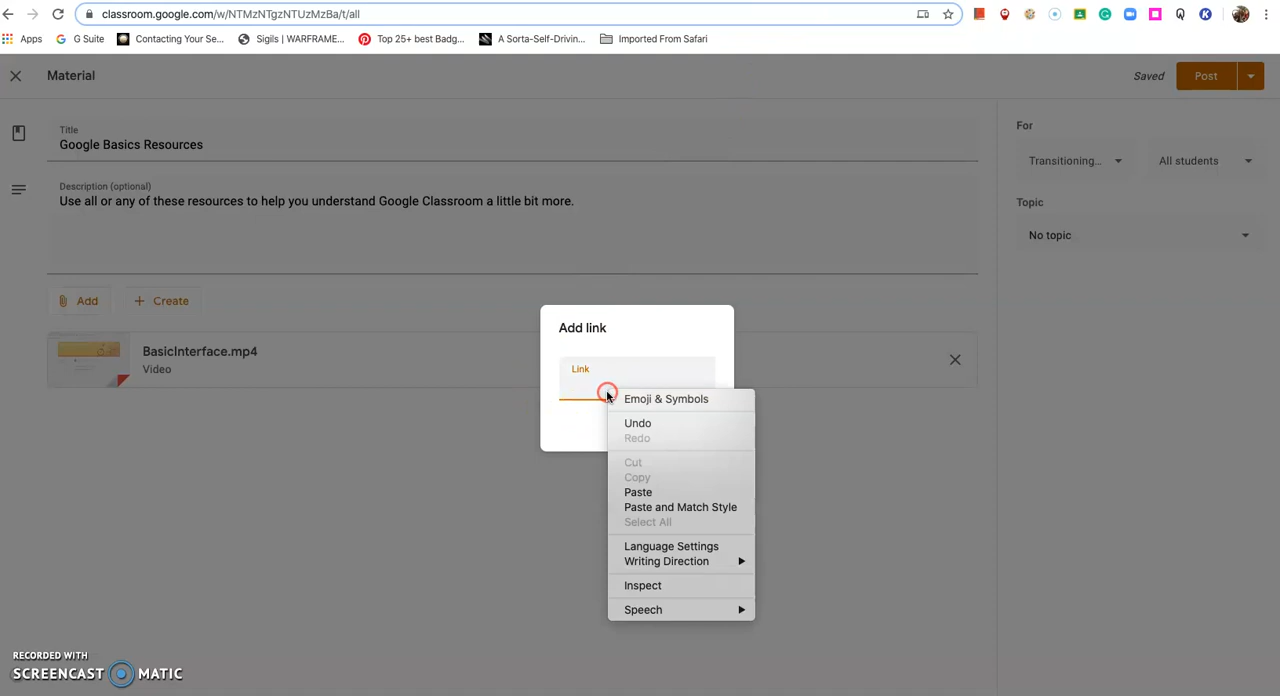 classroom.google.com/w/NTMzNTgzNTUzMzBa/t/all
Apps G Suite Contacting Your Se... Sigils | WARFRAME... Top 25+ best Badg... A Sorta-Self-Drivin... Imported From Safari
Material
Saved
Post
Title
Google Basics Resources
Description (optional)
Use all or any of these resources to help you understand Google Classroom a little bit more.
Add
Create
BasicInterface.mp4
Video
For
Transitioning...
All students
Topic
No topic
Add link
Link
Emoji & Symbols
Undo
Redo
Cut
Copy
Paste
Paste and Match Style
Select All
Language Settings
Writing Direction
Inspect
Speech
RECORDED WITH
SCREENCAST MATIC